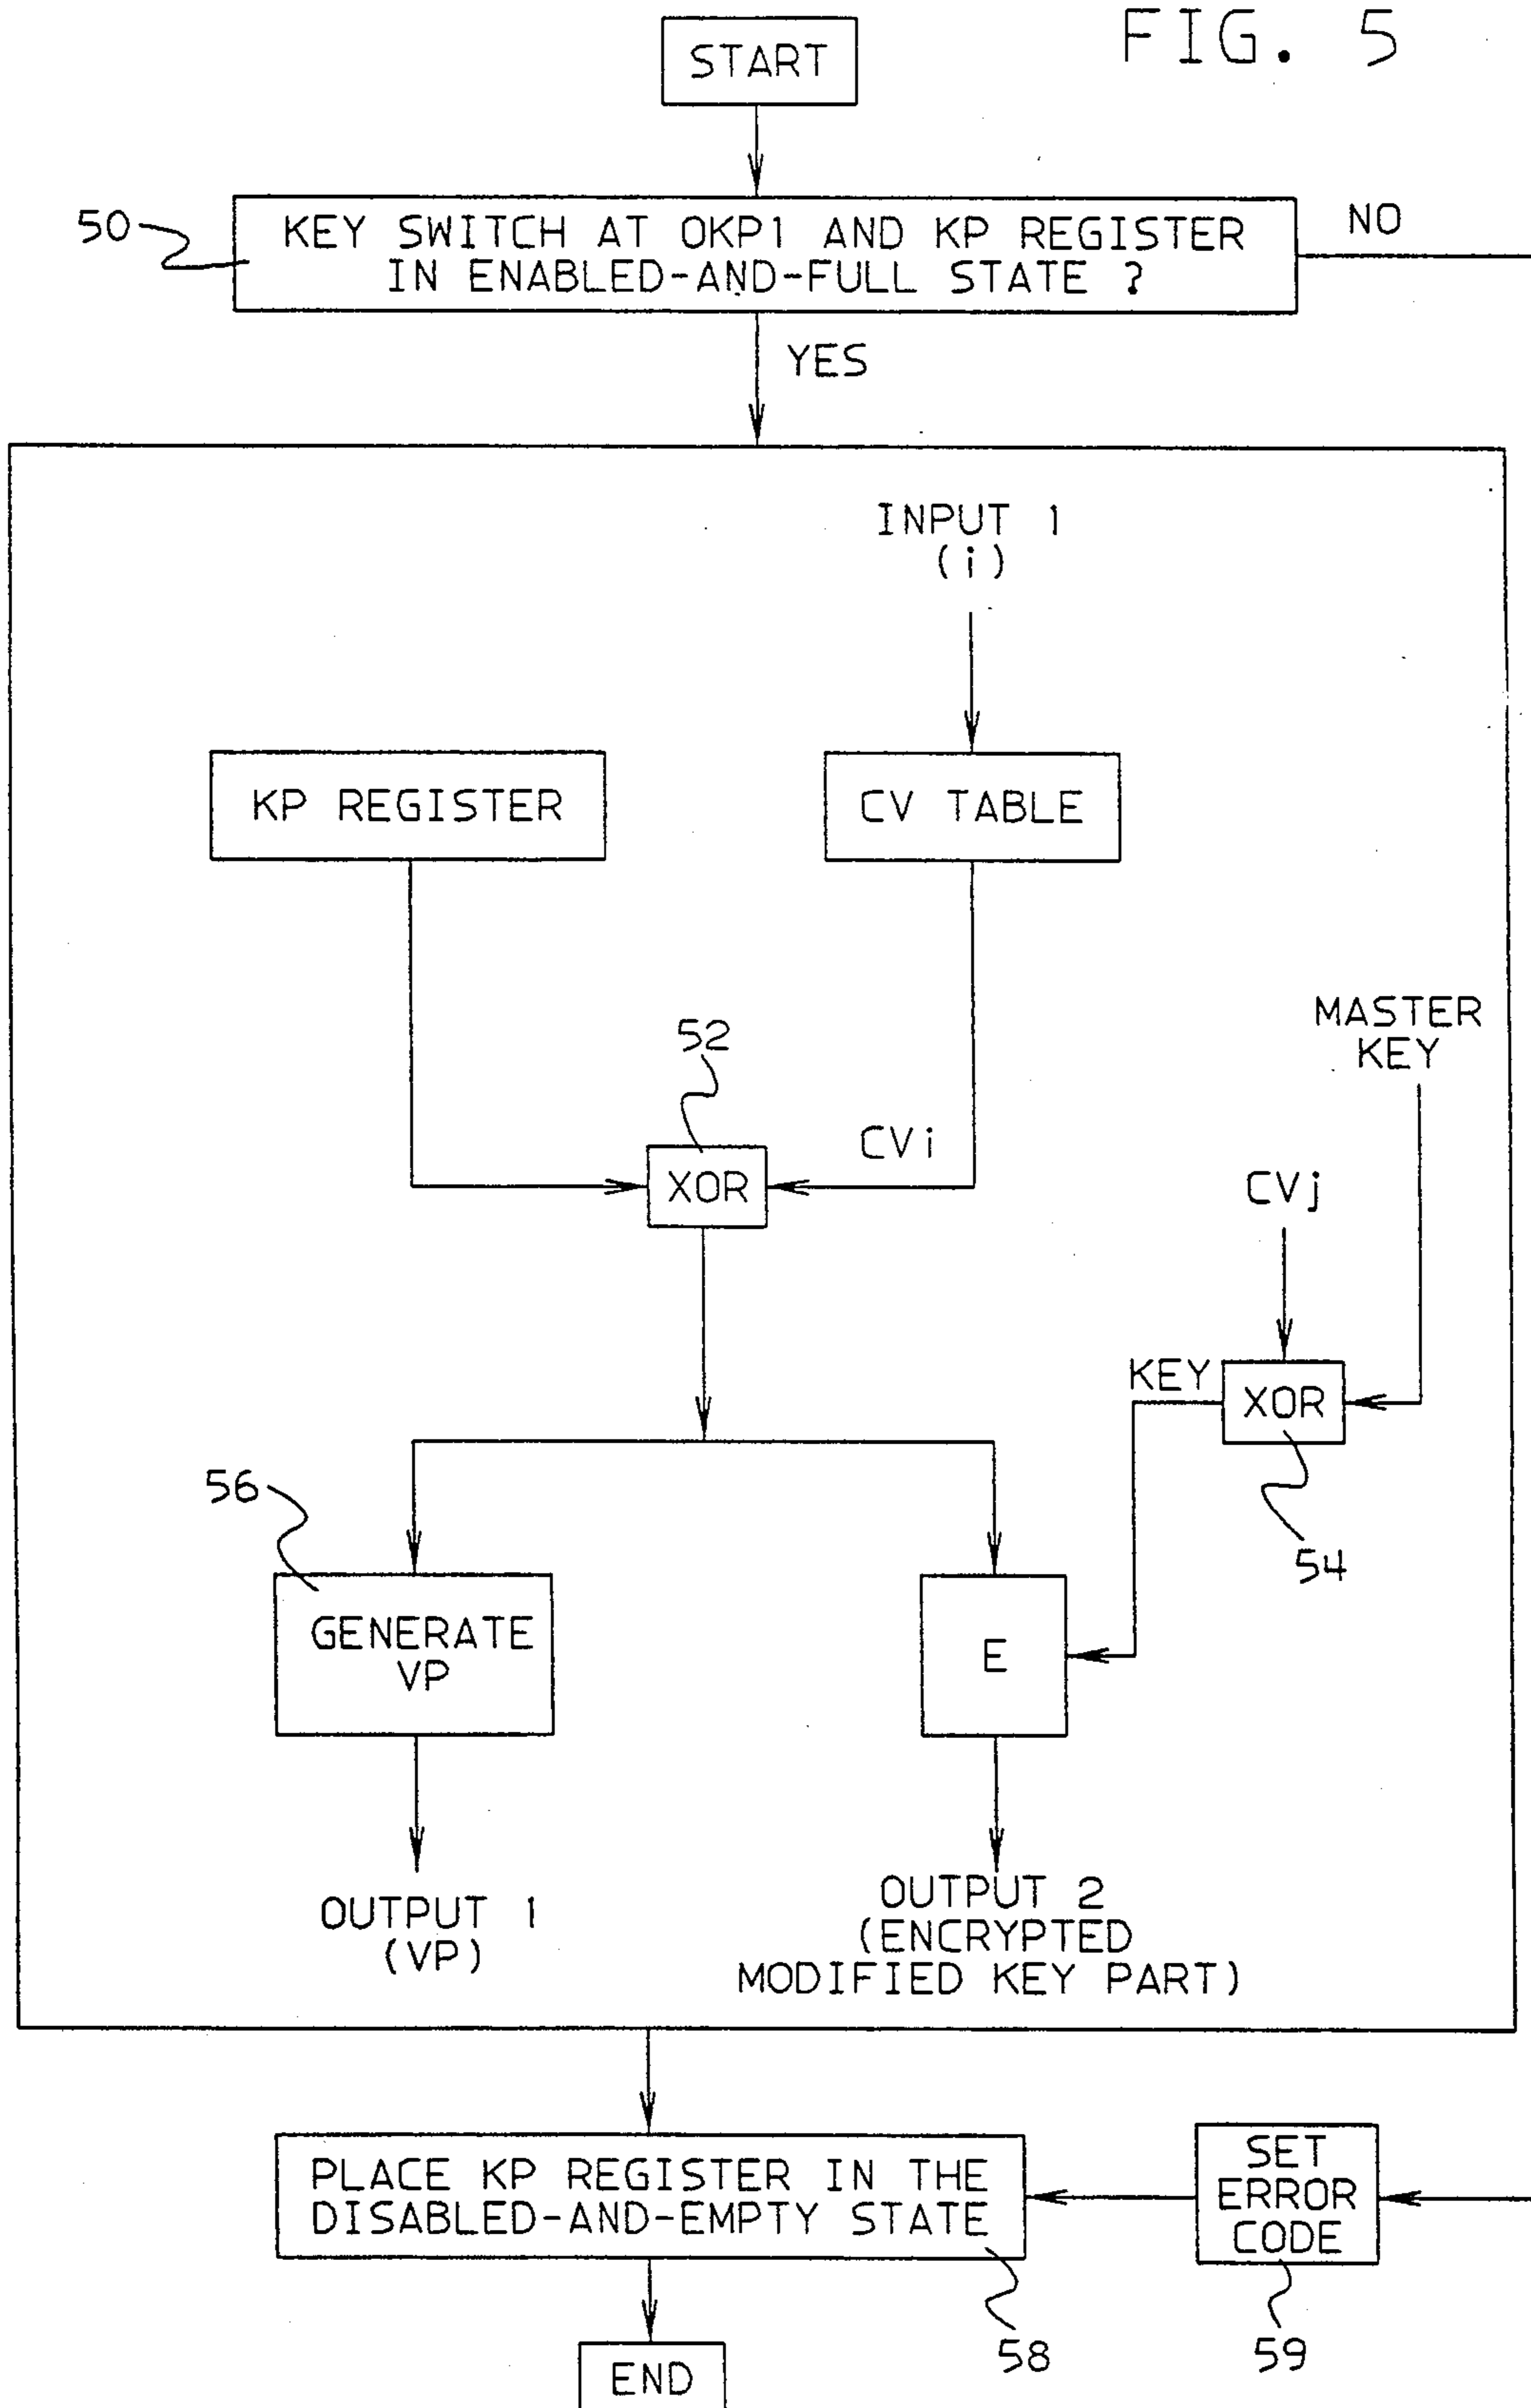 FIG. 5
START
50
KEY SWITCH AT OKP1 AND KP REGISTER
IN ENABLED-AND-FULL STATE ?
NO
YES
INPUT 1
(i)
KP REGISTER
CV TABLE
MASTER
KEY
52
CVi
XOR
CVj
KEY
XOR
56
54
GENERATE
VP
E
OUTPUT 1
(VP)
OUTPUT 2
(ENCRYPTED
MODIFIED KEY PART)
PLACE KP REGISTER IN THE
DISABLED-AND-EMPTY STATE
SET
ERROR
CODE
58
59
END